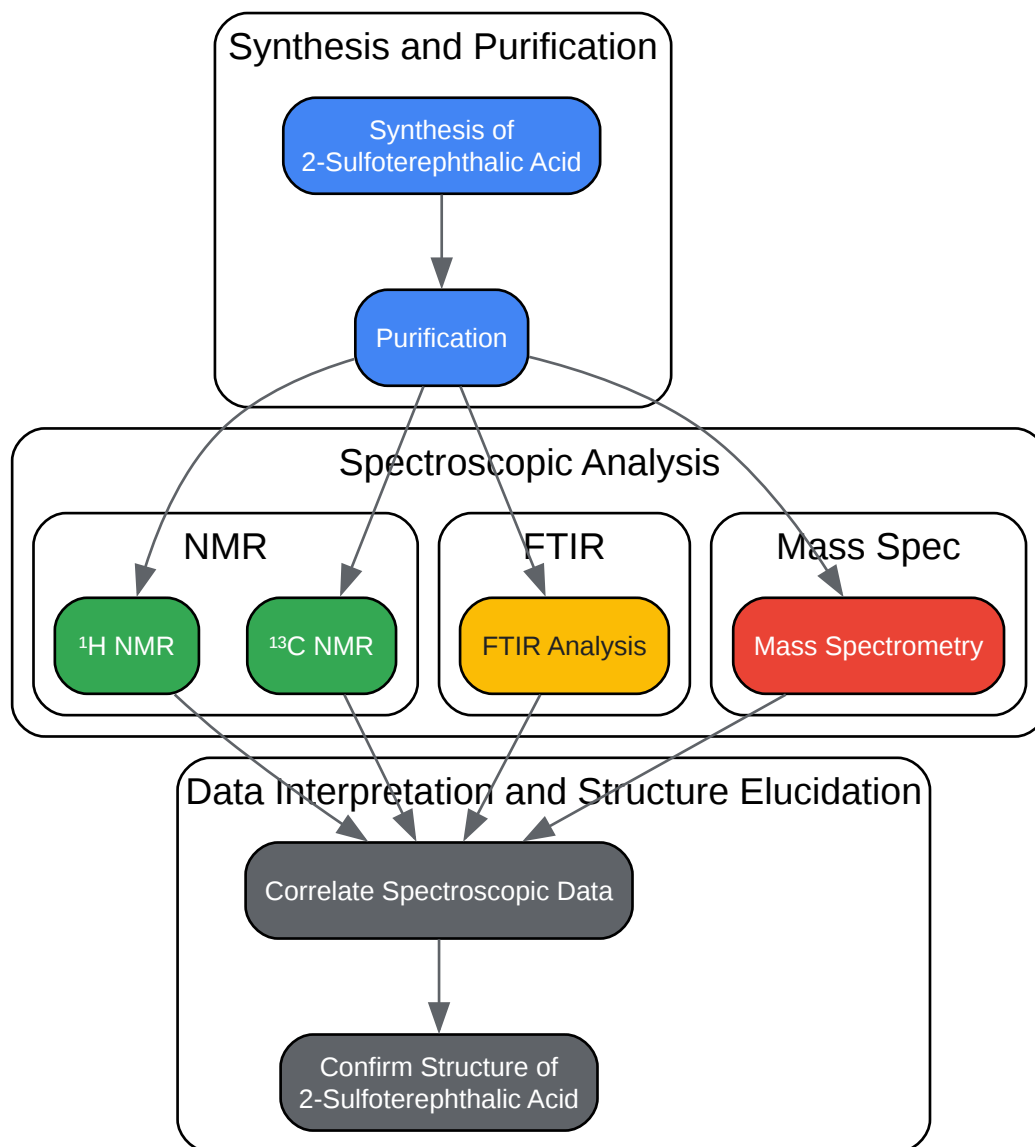 Synthesis and Purification
Synthesis of
2-Sulfoterephthalic Acid
Purification
Spectroscopic Analysis
NMR
FTIR
Mass Spec
¹H NMR
¹³C NMR
FTIR Analysis
Mass Spectrometry
Data Interpretation and Structure Elucidation
Correlate Spectroscopic Data
Confirm Structure of
2-Sulfoterephthalic Acid